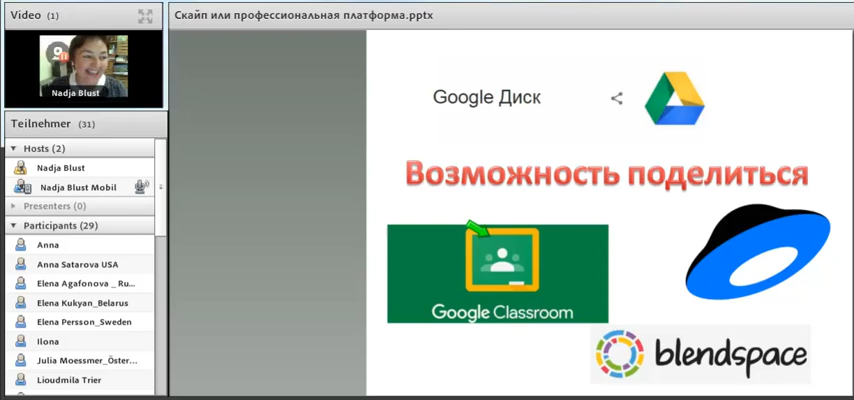 Video (1)
Nadja Blust
Teilnehmer (31)
Hosts (2)
Nadja Blust
Nadja Blust Mobil
Presenters (0)
Participants (29)
Anna
Anna Satarova USA
Elena Agafonova _ Ru...
Elena Kukyan_Belarus
Elena Persson_Sweden
Ilona
Julia Moessmer_Öster...
Lioudmila Trier
Скайп или профессиональная платформа.pptx
Google Диск
Возможность поделиться
Google Classroom
blendspace